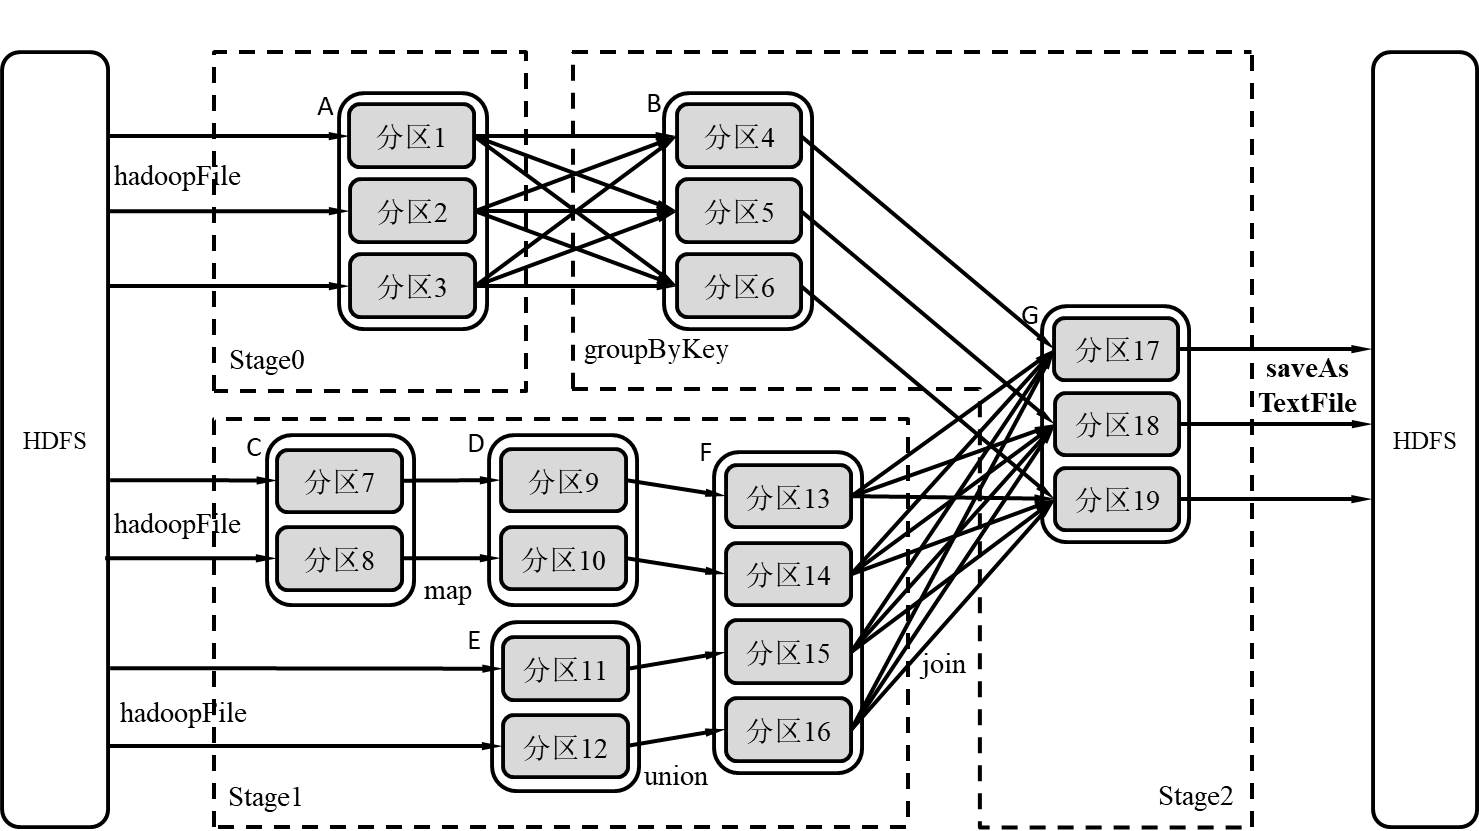 HDFS
hadoopFile
A
分区1
分区2
分区3
Stage0
B
分区4
分区5
分区6
groupByKey
hadoopFile
C
分区7
分区8
map
D
分区9
分区10
hadoopFile
E
分区11
分区12
union
F
分区13
分区14
分区15
分区16
Stage1
join
G
分区17
分区18
分区19
Stage2
saveAs
TextFile
HDFS